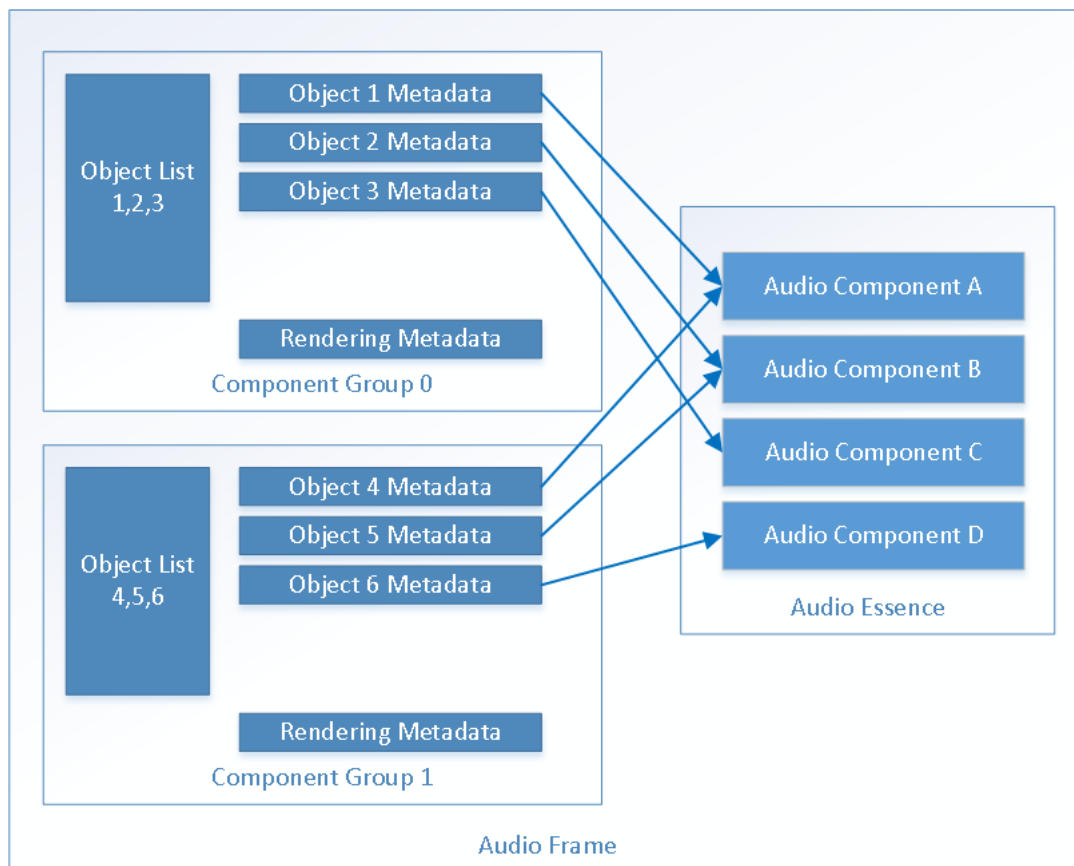 Object List
1,2,3
Object 1 Metadata
Object 2 Metadata
Object 3 Metadata
Rendering Metadata
Component Group 0
Object List
4,5,6
Object 4 Metadata
Object 5 Metadata
Object 6 Metadata
Rendering Metadata
Component Group 1
Audio Component A
Audio Component B
Audio Component C
Audio Component D
Audio Essence
Audio Frame